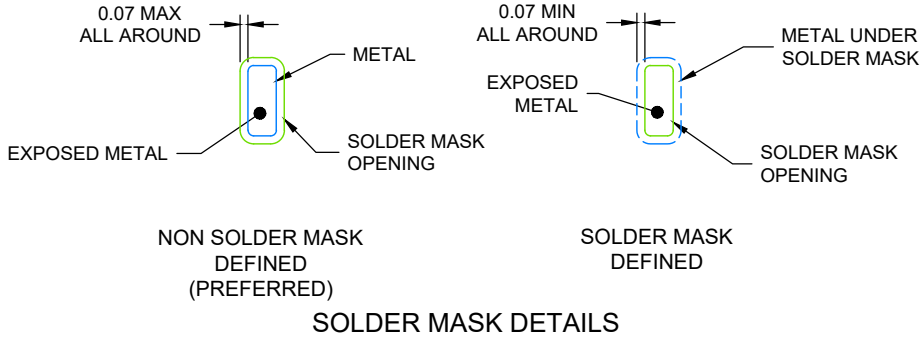 0.07 MAX
ALL AROUND
METAL
EXPOSED METAL
SOLDER MASK
OPENING
NON SOLDER MASK
DEFINED
(PREFERRED)
0.07 MIN
ALL AROUND
METAL UNDER
SOLDER MASK
EXPOSED
METAL
SOLDER MASK
OPENING
SOLDER MASK
DEFINED
SOLDER MASK DETAILS